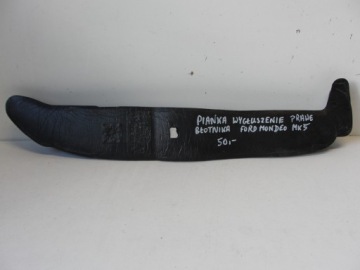 PIANKA WYGŁUSZENIE PRAWE
BŁOTNIKA FORD MONDEO MK5
50,-